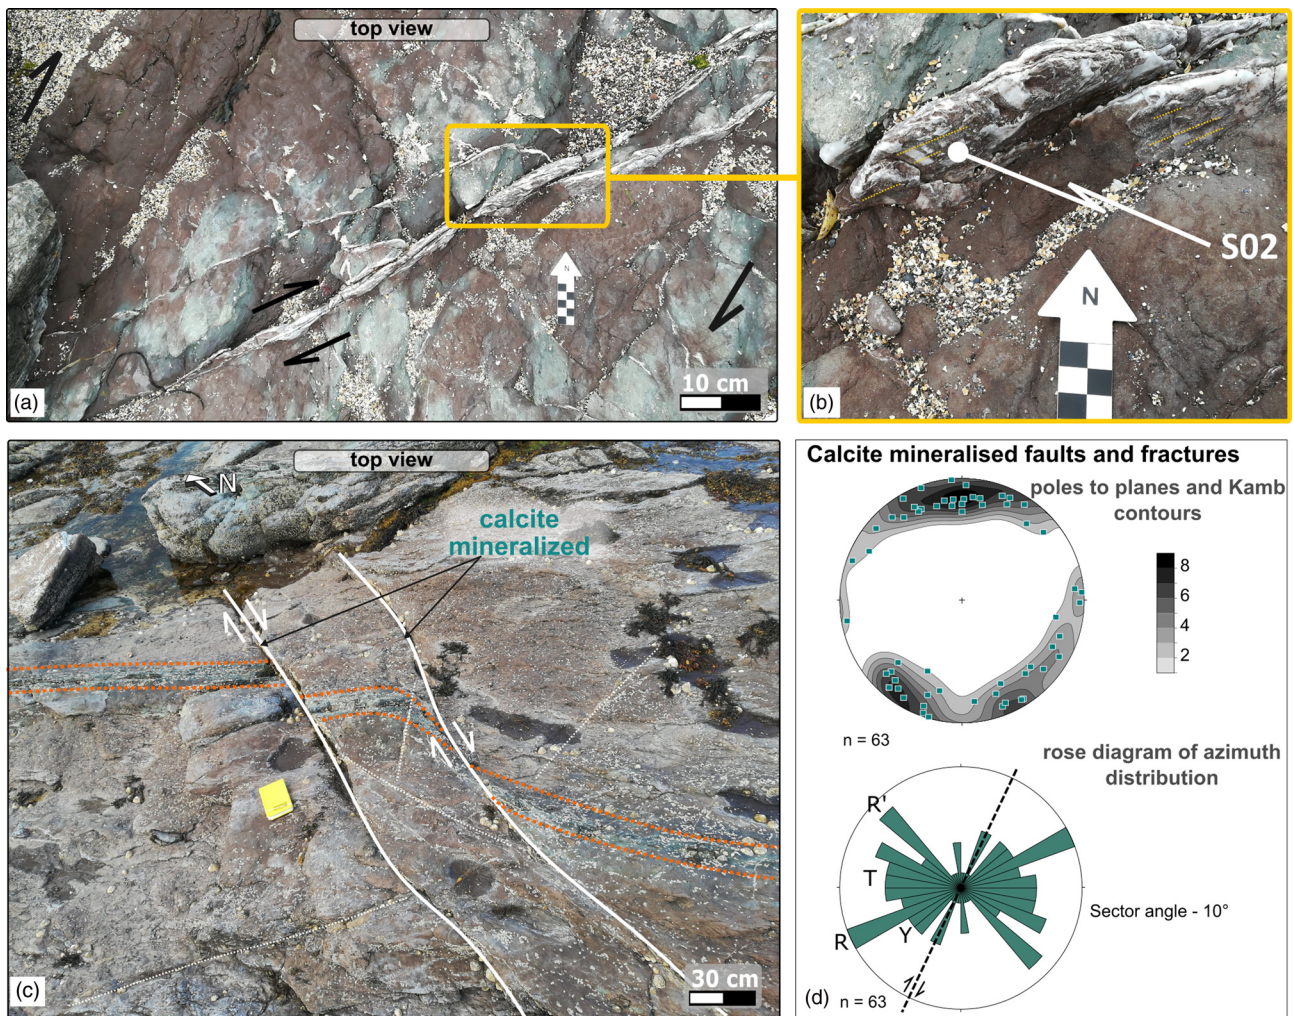 top view
N
10 cm
(a)
S02
N
(b)
top view
N
calcite
mineralized
30 cm
(c)
Calcite mineralised faults and fractures
poles to planes and Kamb
contours
8
6
4
2
n = 63
rose diagram of azimuth
distribution
R'
T
R
Y
Sector angle - 10°
(d)
n = 63